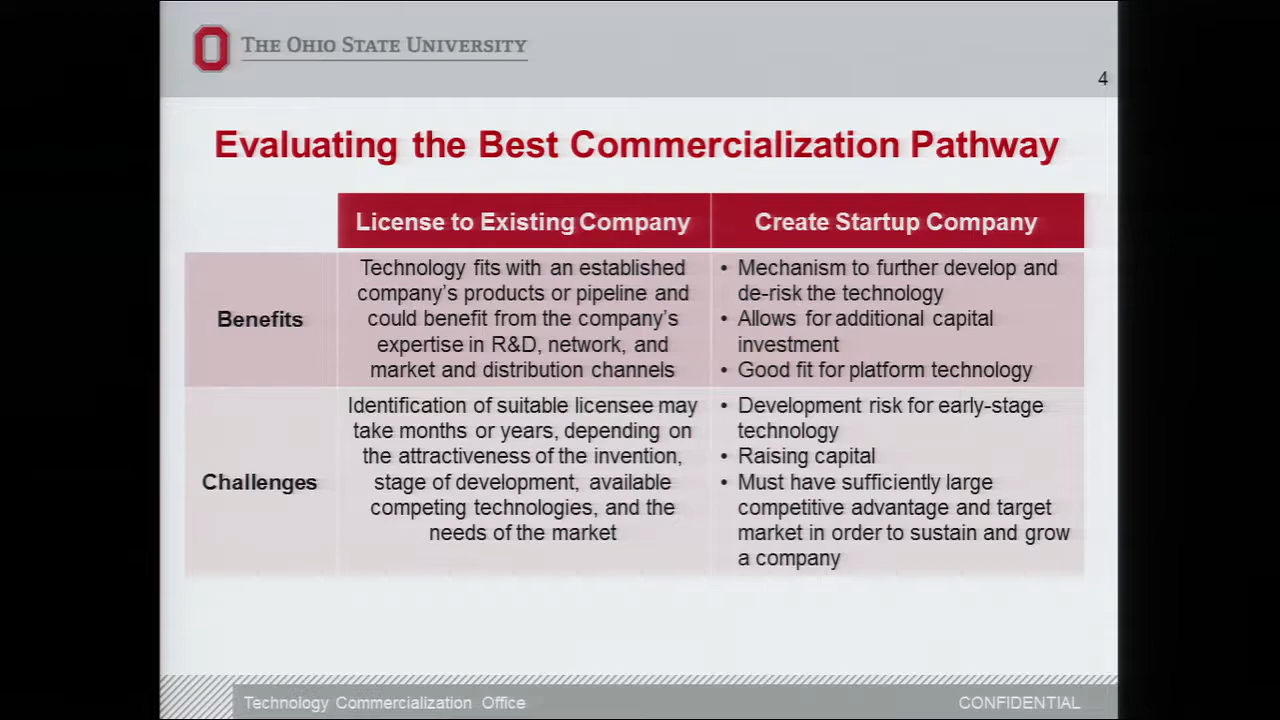 THE OHIO STATE UNIVERSITY
4
Evaluating the Best Commercialization Pathway
License to Existing Company
Create Startup Company
Benefits
Technology fits with an established
company's products or pipeline and
could benefit from the company's
expertise in R&D, network, and
market and distribution channels
• Mechanism to further develop and
de-risk the technology
• Allows for additional capital
investment
• Good fit for platform technology
Challenges
Identification of suitable licensee may
take months or years, depending on
the attractiveness of the invention,
stage of development, available
competing technologies, and the
needs of the market
• Development risk for early-stage
technology
• Raising capital
• Must have sufficiently large
competitive advantage and target
market in order to sustain and grow
a company
Technology Commercialization Office
CONFIDENTIAL